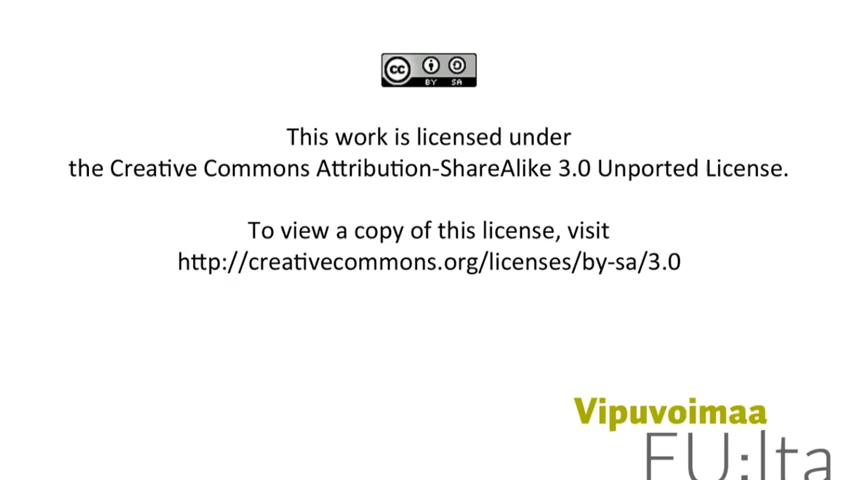 cc BY SA
This work is licensed under
the Creative Commons Attribution-ShareAlike 3.0 Unported License.
To view a copy of this license, visit
http://creativecommons.org/licenses/by-sa/3.0
Vipuvoimaa
EU:lta